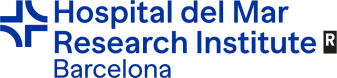 Hospital del Mar
Research Institute R
Barcelona